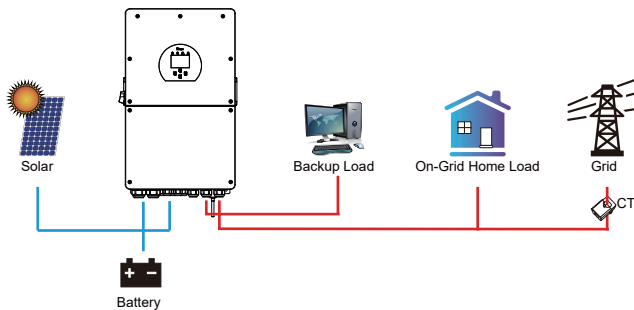 Solar
Backup Load
On-Grid Home Load
Grid
CT
Battery